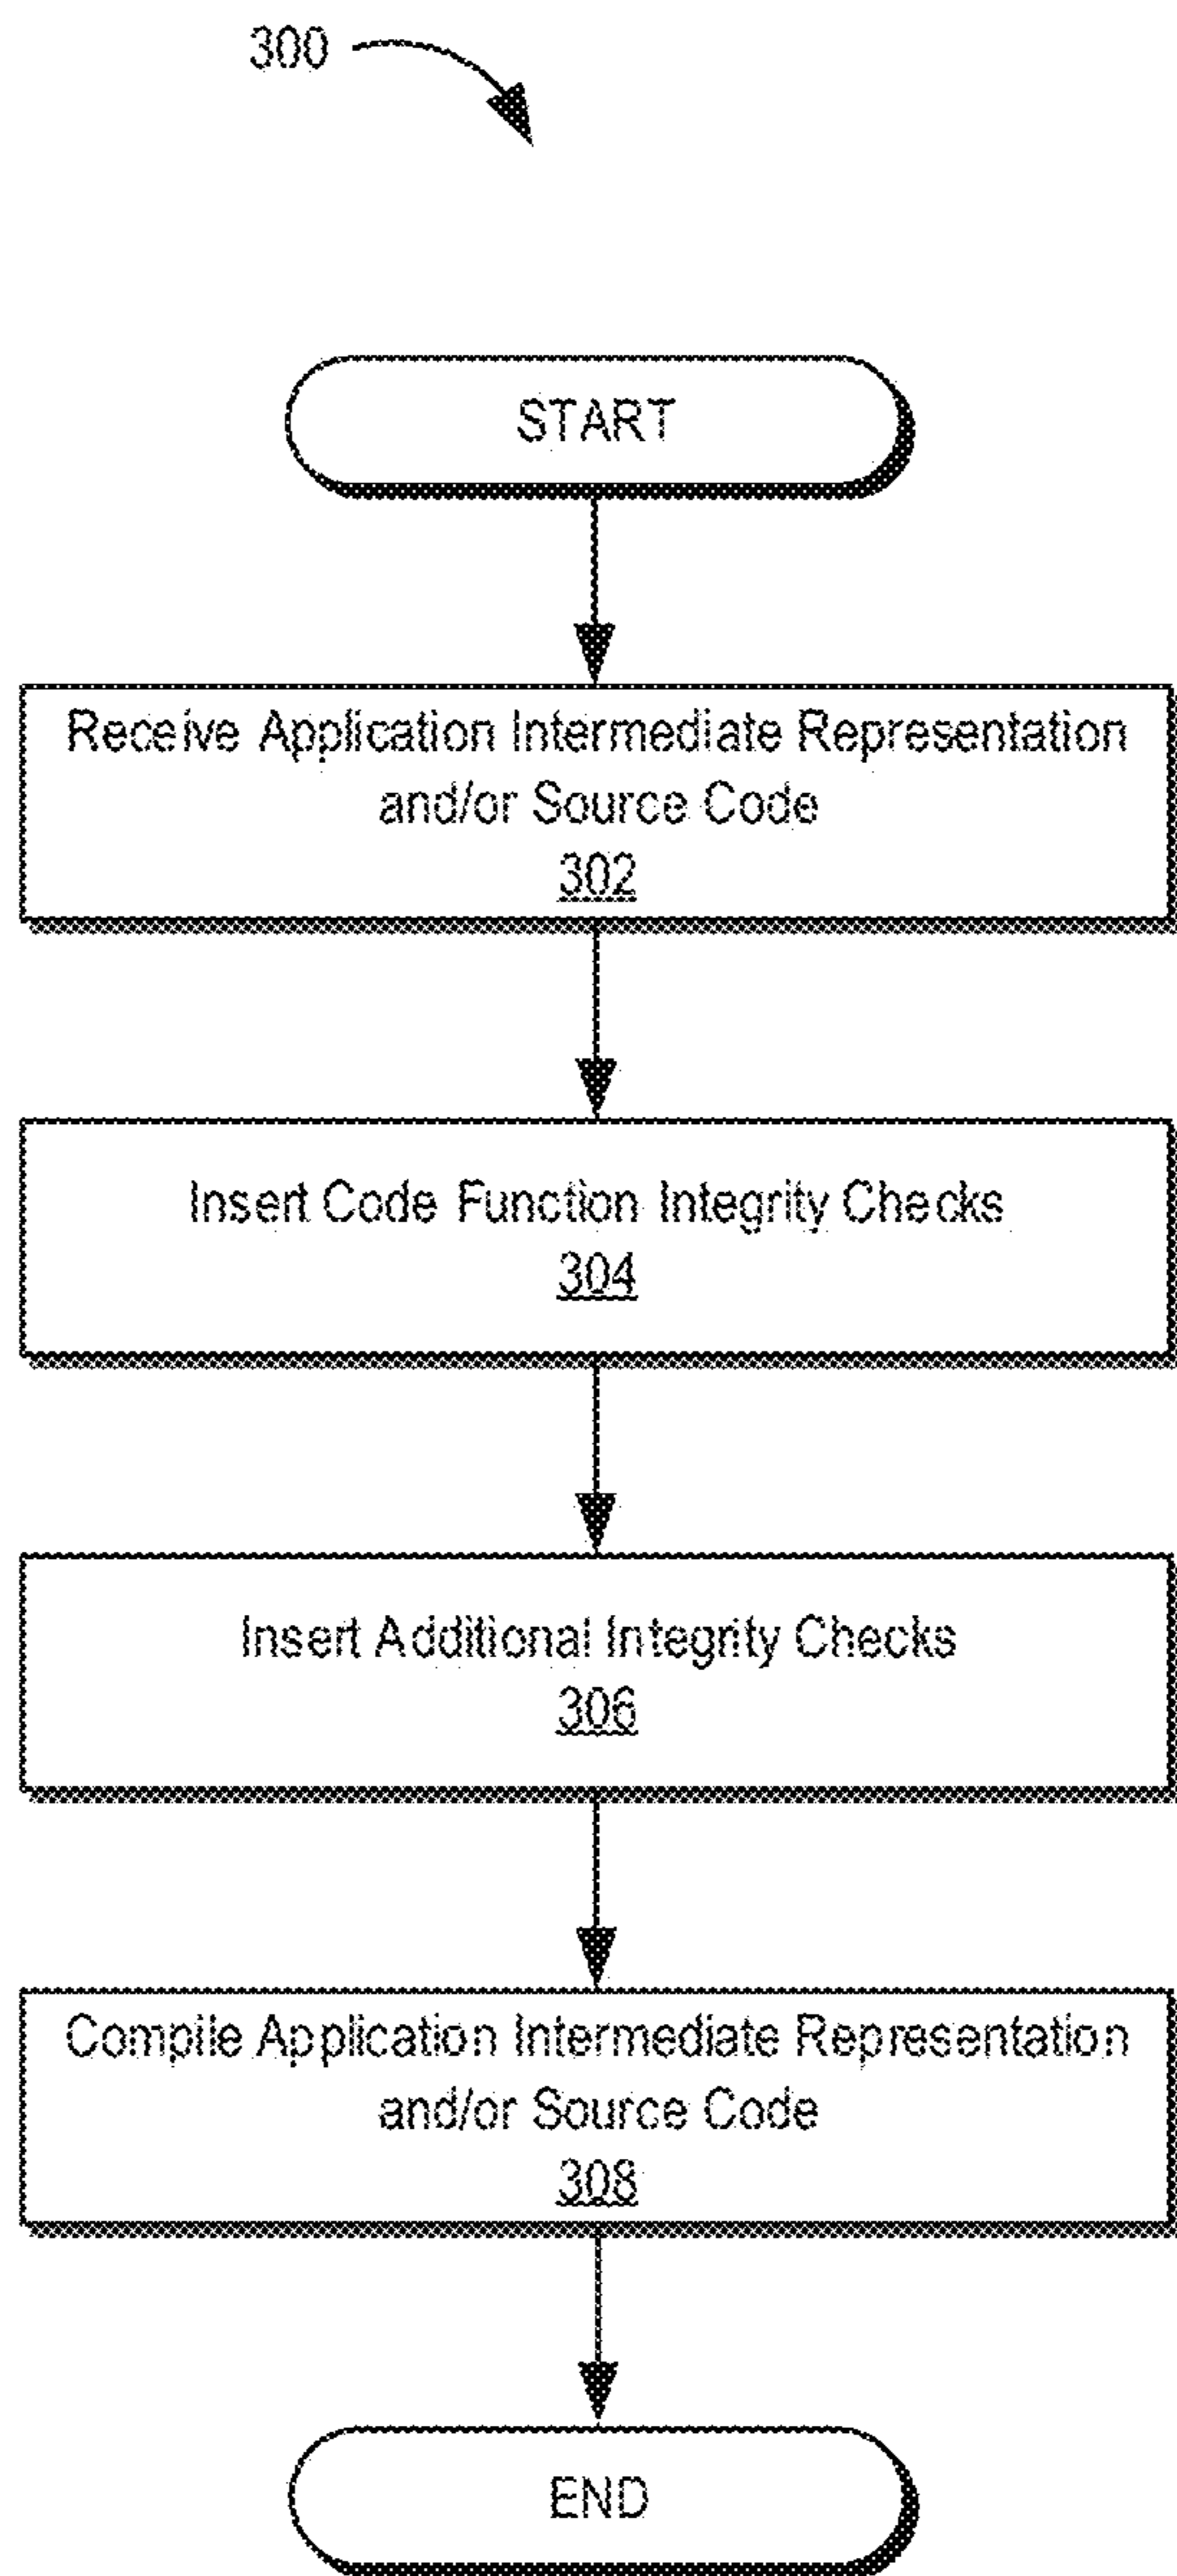 300
START
Receive Application Intermediate Representation
and/or Source Code
302
Insert Code Function Integrity Checks
304
Insert Additional Integrity Checks
306
Compile Application Intermediate Representation
and/or Source Code
308
END